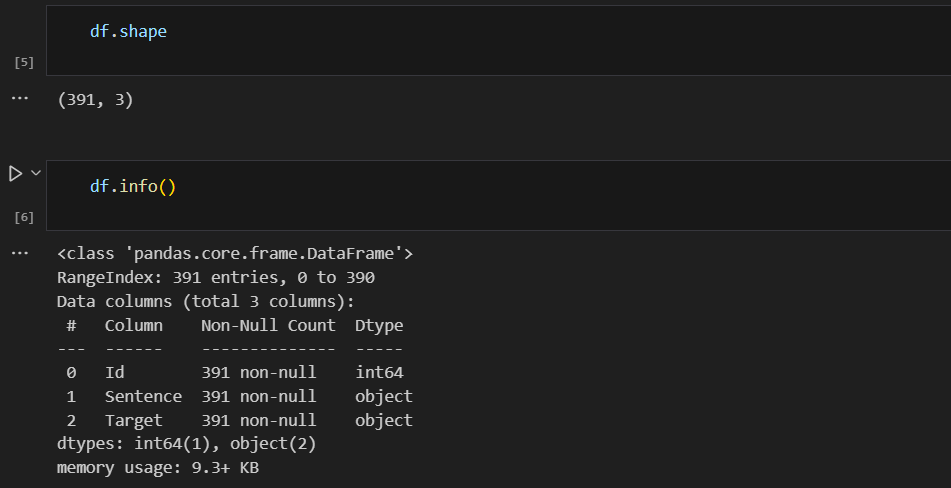 df.shape
[5]
... (391, 3)
df.info()
[6]
... <class 'pandas.core.frame.DataFrame'>
RangeIndex: 391 entries, 0 to 390
Data columns (total 3 columns):
 #   Column    Non-Null Count  Dtype
---  ------    --------------  -----
 0   Id        391 non-null    int64
 1   Sentence  391 non-null    object
 2   Target    391 non-null    object
dtypes: int64(1), object(2)
memory usage: 9.3+ KB